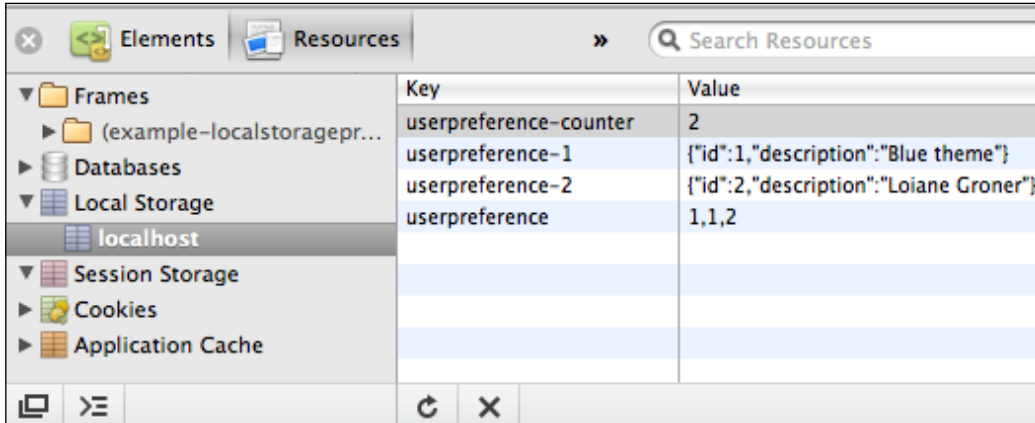 Elements Resources » Search Resources
Frames
(example-localstoragepr...
Databases
Local Storage
localhost
Session Storage
Cookies
Application Cache
Key Value
userpreference-counter 2
userpreference-1 {"id":1,"description":"Blue theme"}
userpreference-2 {"id":2,"description":"Loiane Groner"}
userpreference 1,1,2